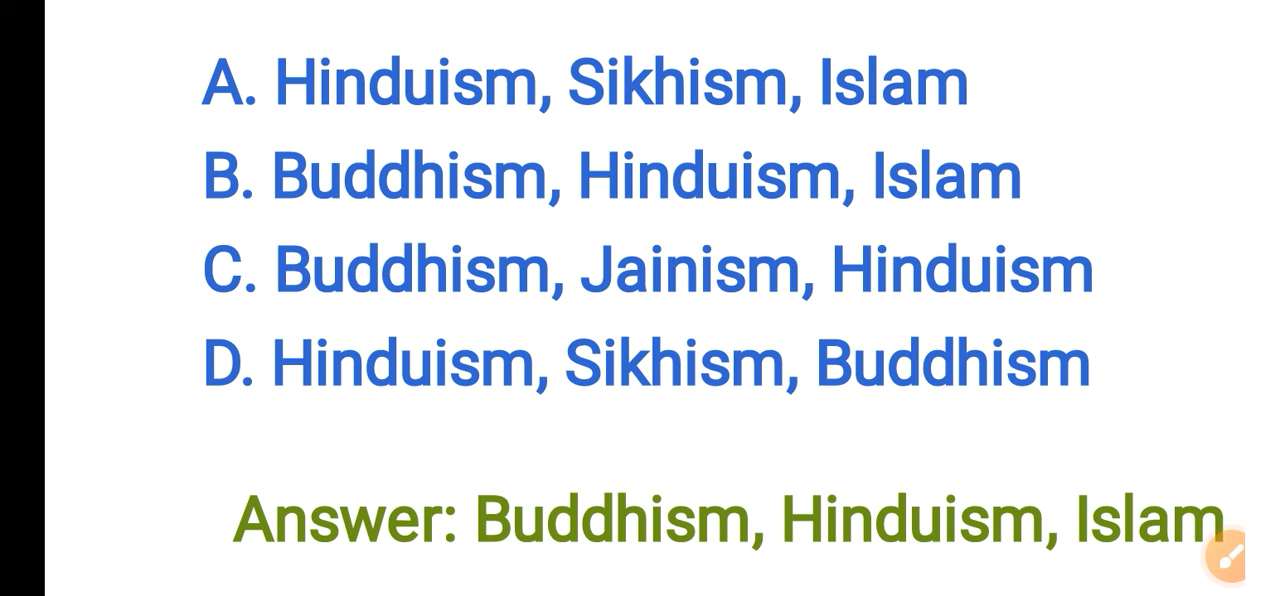 A. Hinduism, Sikhism, Islam
B. Buddhism, Hinduism, Islam
C. Buddhism, Jainism, Hinduism
D. Hinduism, Sikhism, Buddhism
Answer: Buddhism, Hinduism, Islam